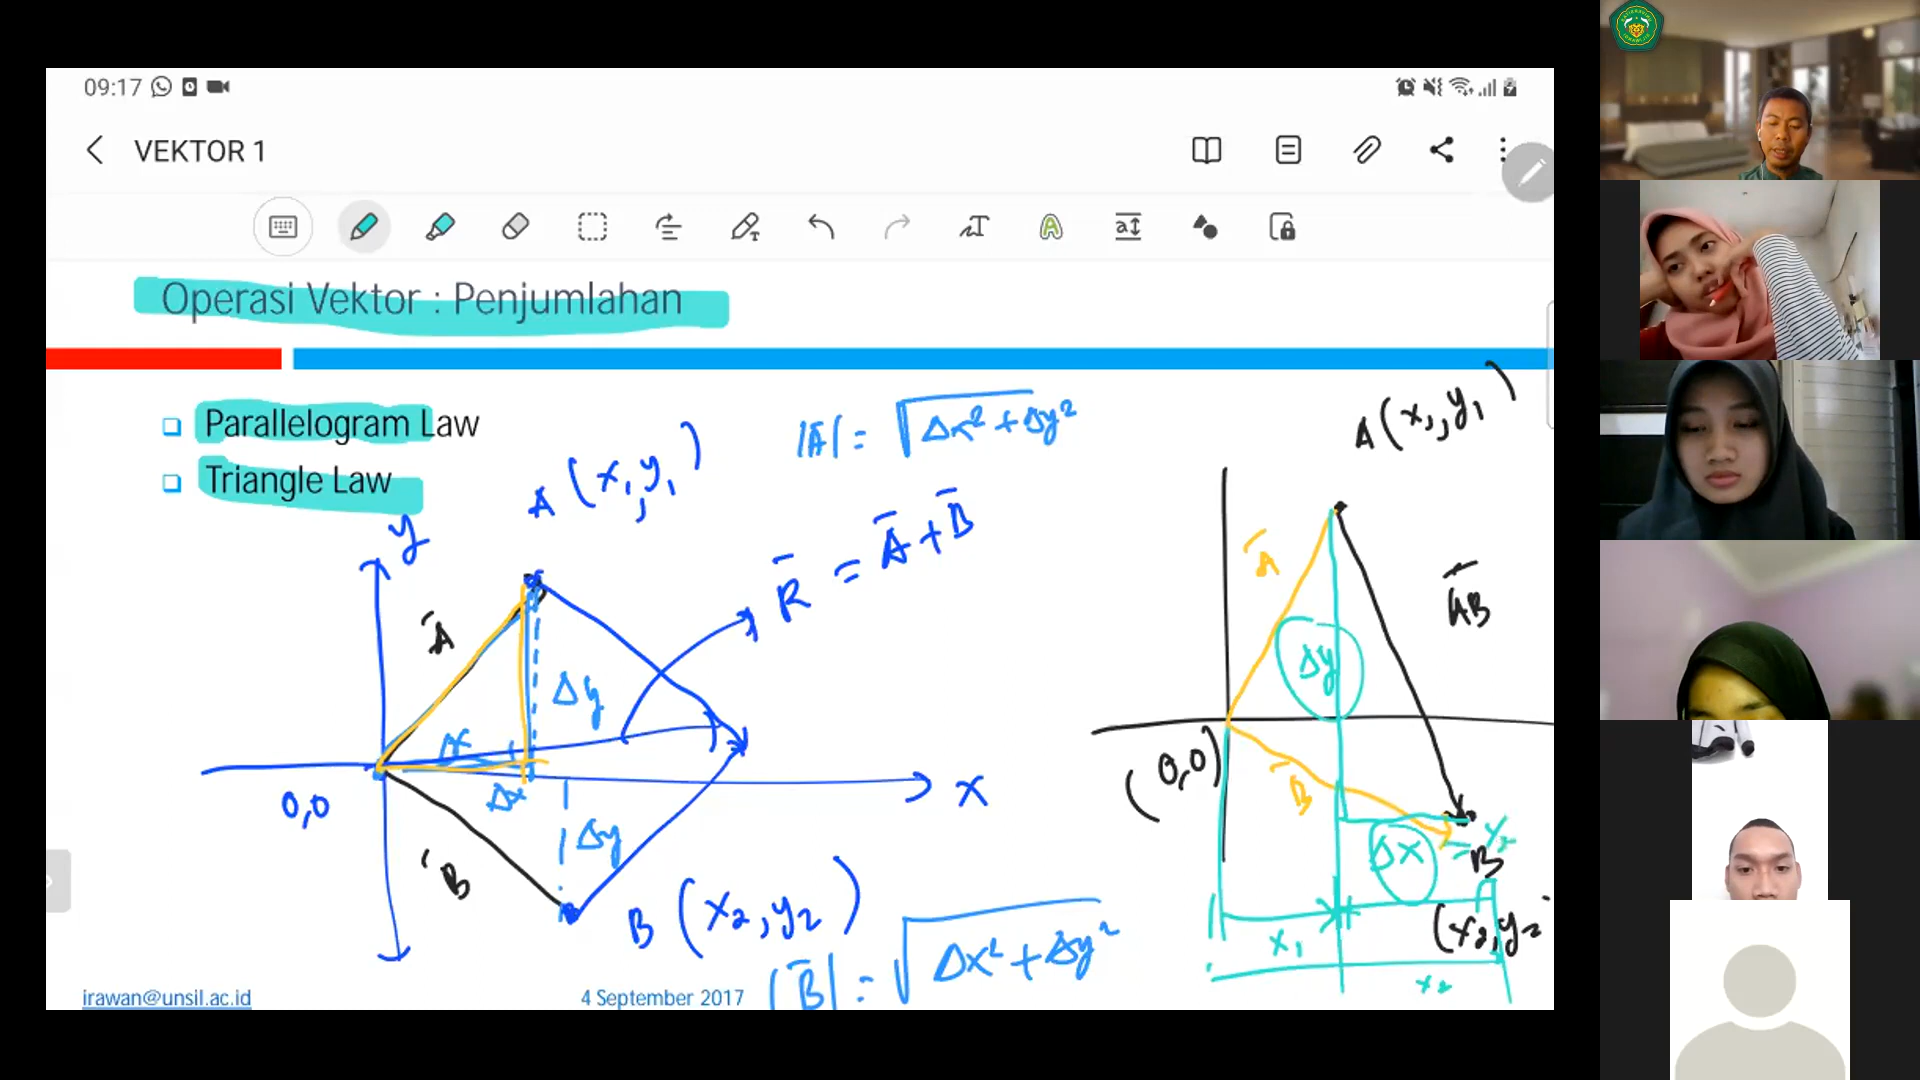 09:17
VEKTOR 1
Operasi Vektor : Penjumlahan
Parallelogram Law
Triangle Law
|A̅| = √Δx² + Δy²
A (x₁, y₁)
A (x₁, y₁)
y
R̅ = A̅ + B̅
A̅
A̅
AB
Δy
Δy
Δx
Δx
0,0
x
(0,0)
B̅
Δy
B
Δx
B
B (x₂, y₂)
(x₂, y₂
x₁
x₂
|B̅| = √Δx² + Δy²
irawan@unsil.ac.id
4 September 2017